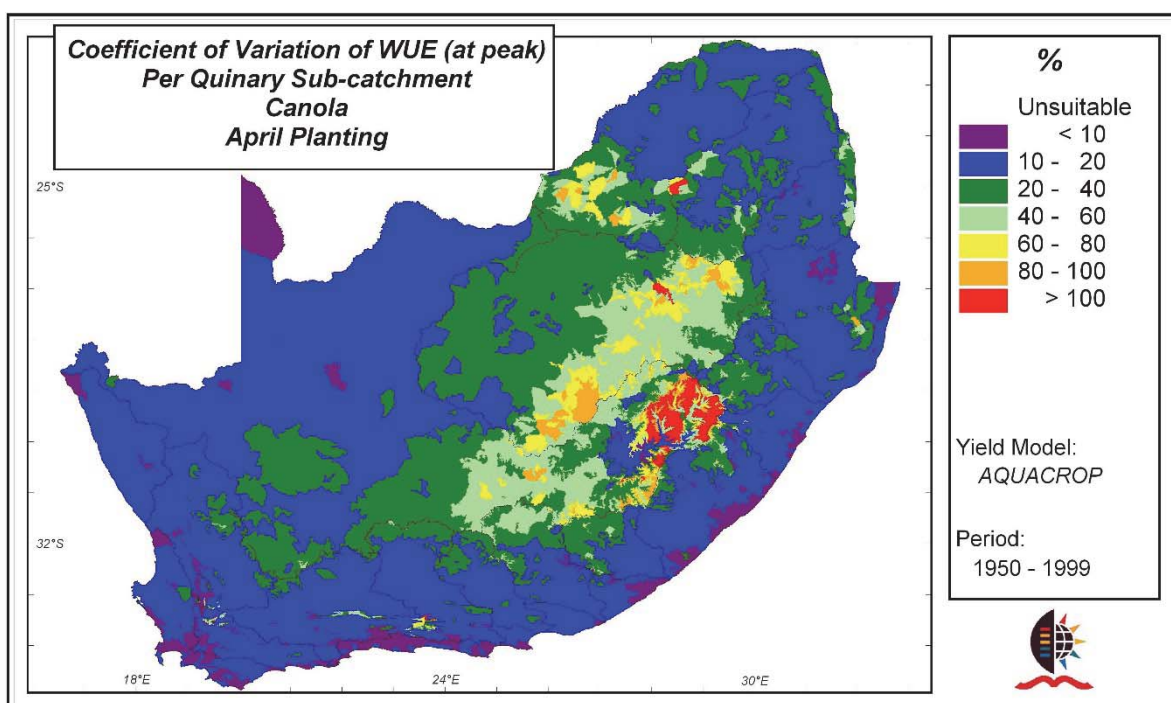 Coefficient of Variation of WUE (at peak)
Per Quinary Sub-catchment
Canola
April Planting
%
Unsuitable
< 10
10 - 20
20 - 40
40 - 60
60 - 80
80 - 100
> 100
Yield Model:
AQUACROP
Period:
1950 - 1999
25°S
32°S
18°E
24°E
30°E